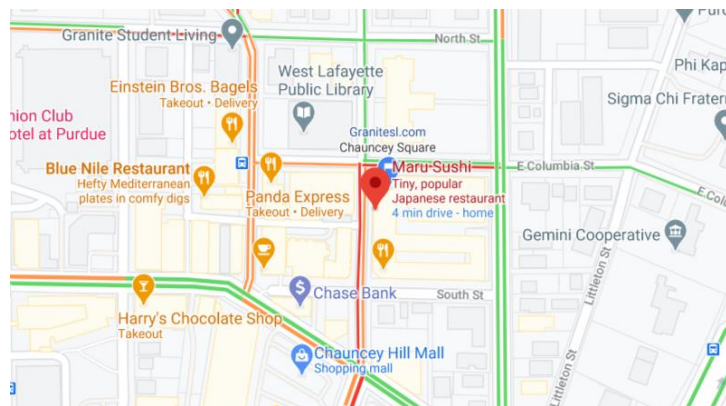 Granite Student Living
North St
West Lafayette
Public Library
Phi Kap
Einstein Bros. Bagels
Takeout • Delivery
Sigma Chi Frater
nion Club
otel at Purdue
Granitesl.com
Chauncey Square
Blue Nile Restaurant
Hefty Mediterranean
plates in comfy digs
Maru Sushi
Tiny, popular
Japanese restaurant
4 min drive - home
E Columbia St
E Col
Panda Express
Takeout • Delivery
Gemini Cooperative
Littleton St
Chase Bank
South St
Harry's Chocolate Shop
Takeout
Chauncey Hill Mall
Shopping mall
Littleton St